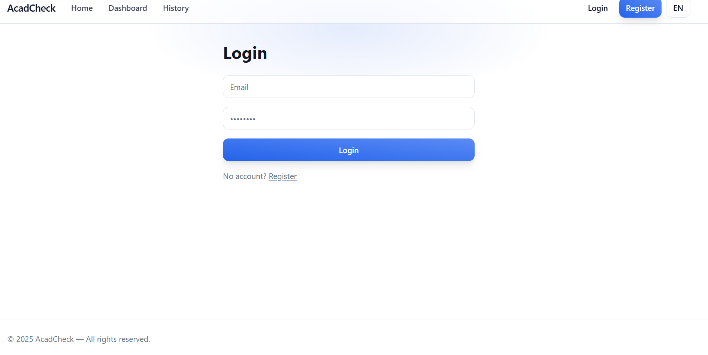 AcadCheck Home Dashboard History Login Register EN
Login
Email
••••••••
Login
No account? Register
© 2025 AcadCheck — All rights reserved.